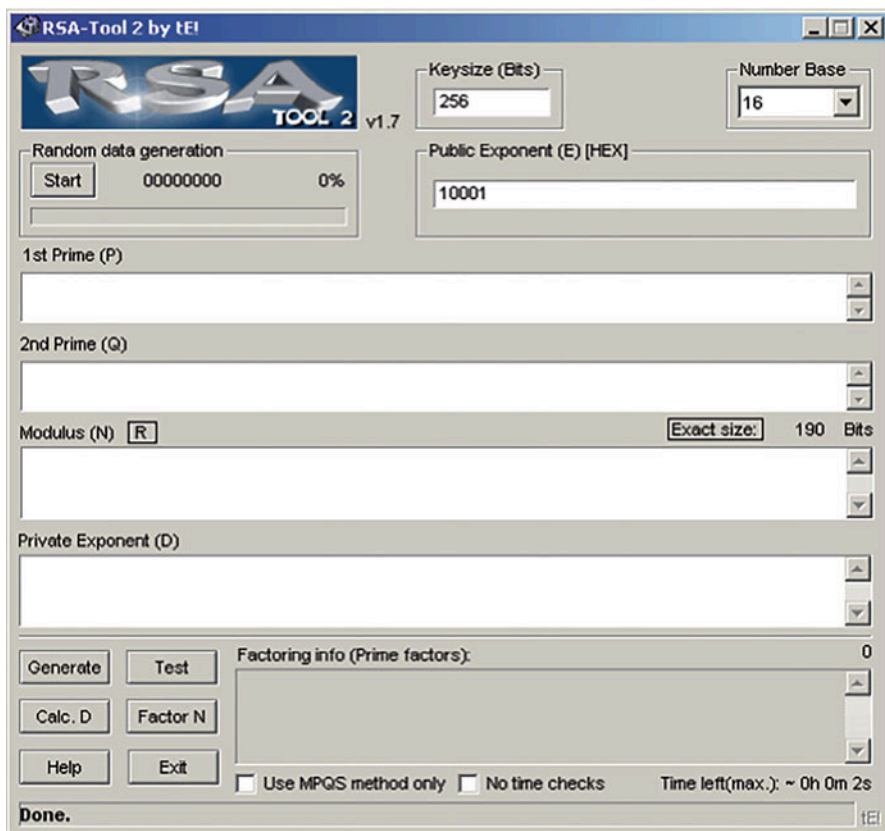 RSA-Tool 2 by tE!
RSA
TOOL 2
v1.7
Keysize (Bits)
256
Number Base
16
Random data generation
Start 00000000 0%
Public Exponent (E) [HEX]
10001
1st Prime (P)
2nd Prime (Q)
Modulus (N) R Exact size: 190 Bits
Private Exponent (D)
Generate Test
Calc. D Factor N
Help Exit
Factoring info (Prime factors): 0
Use MPQS method only No time checks Time left(max.): ~ 0h 0m 2s
Done. tE!